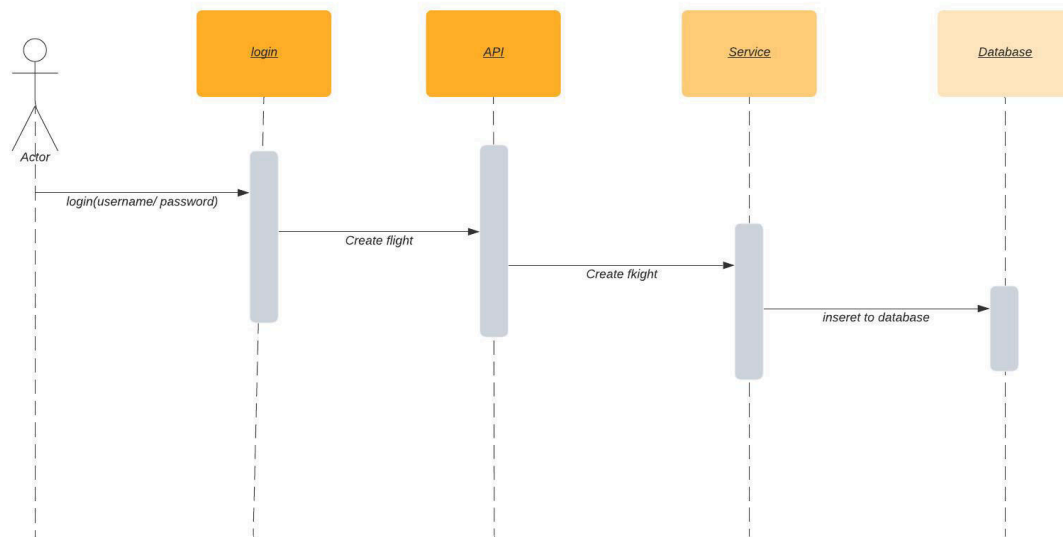 login
API
Service
Database
Actor
login(username/ password)
Create flight
Create fkight
inseret to database